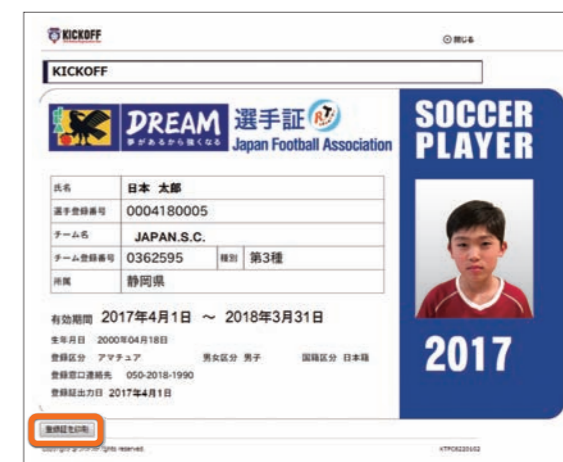 KICKOFF
閉じる
KICKOFF
DREAM
夢があるから強くなる
選手証
Japan Football Association
SOCCER
PLAYER
氏名 日本 太郎
選手登録番号 0004180005
チーム名 JAPAN.S.C.
チーム登録番号 0362595 種別 第3種
所属 静岡県
有効期間 2017年4月1日 ~ 2018年3月31日
生年月日 2000年04月18日
登録区分 アマチュア 男女区分 男子 国籍区分 日本籍
登録窓口連絡先 050-2018-1990
登録証出力日 2017年4月1日
2017
登録証を印刷
rights reserved.